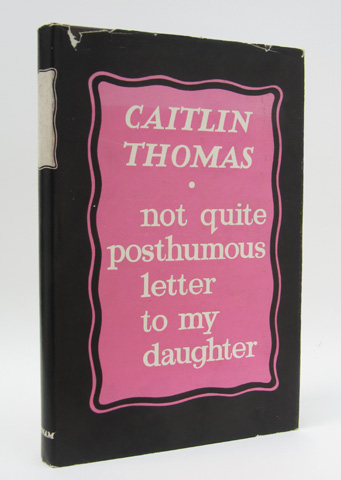 CAITLIN
THOMAS
•
not quite
posthumous
letter
to my
daughter